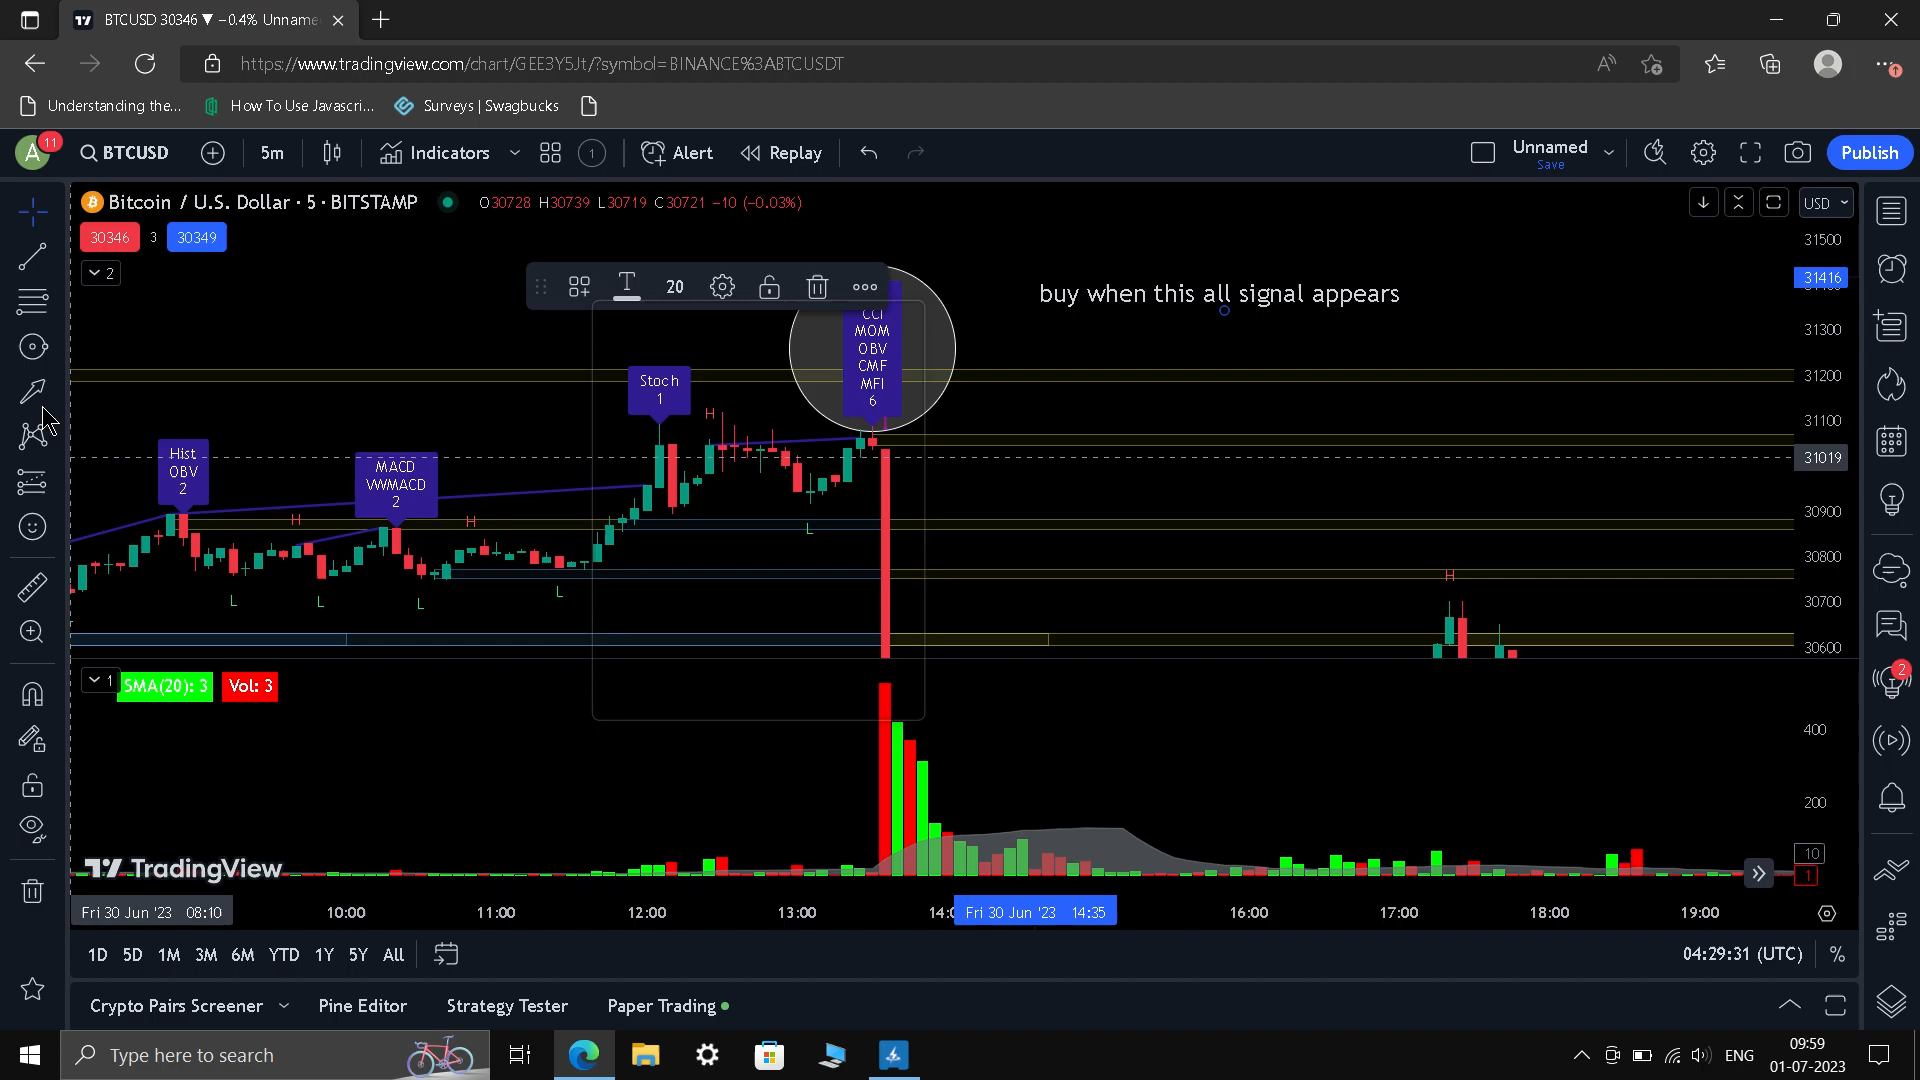 BTCUSD 30346 ▼ −0.4% Unname
https://www.tradingview.com/chart/GEE3Y5Jt/?symbol=BINANCE%3ABTCUSDT
Understanding the... How To Use Javascri... Surveys | Swagbucks
A 11 BTCUSD 5m Indicators 1 Alert Replay Unnamed Save Publish
Bitcoin / U.S. Dollar · 5 · BITSTAMP O30728 H30739 L30719 C30721 −10 (−0.03%)
USD
30346 3 30349
2
20
buy when this all signal appears
CCI
MOM
OBV
CMF
MFI
6
Stoch
1
H
Hist
OBV
2
MACD
VWMACD
2
H H
L
H
L L L L
31500
31416
31300
31200
31100
31019
30900
30800
30700
30600
1 SMA(20): 3 Vol: 3
400
200
10
1
2
TradingView
Fri 30 Jun '23 08:10 10:00 11:00 12:00 13:00 14:0 Fri 30 Jun '23 14:35 16:00 17:00 18:00 19:00
1D 5D 1M 3M 6M YTD 1Y 5Y All 04:29:31 (UTC) %
Crypto Pairs Screener Pine Editor Strategy Tester Paper Trading
Type here to search ENG 09:59
01-07-2023